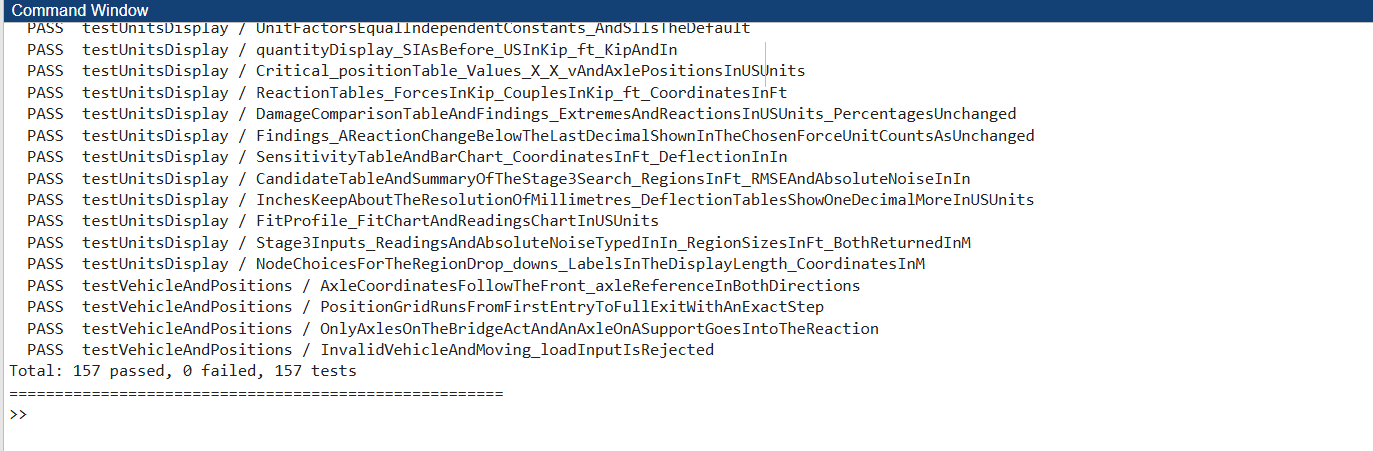 Command Window
PASS testUnitsDisplay / UnitFactorsEqualIndependentConstants_AndSIIsTheDefault
PASS testUnitsDisplay / quantityDisplay_SIAsBefore_USInKip_ft_KipAndIn
PASS testUnitsDisplay / Critical_positionTable_Values_X_X_vAndAxlePositionsInUSUnits
PASS testUnitsDisplay / ReactionTables_ForcesInKip_CouplesInKip_ft_CoordinatesInFt
PASS testUnitsDisplay / DamageComparisonTableAndFindings_ExtremesAndReactionsInUSUnits_PercentagesUnchanged
PASS testUnitsDisplay / Findings_AReactionChangeBelowTheLastDecimalShownInTheChosenForceUnitCountsAsUnchanged
PASS testUnitsDisplay / SensitivityTableAndBarChart_CoordinatesInFt_DeflectionInIn
PASS testUnitsDisplay / CandidateTableAndSummaryOfTheStage3Search_RegionsInFt_RMSEAndAbsoluteNoiseInIn
PASS testUnitsDisplay / InchesKeepAboutTheResolutionOfMillimetres_DeflectionTablesShowOneDecimalMoreInUSUnits
PASS testUnitsDisplay / FitProfile_FitChartAndReadingsChartInUSUnits
PASS testUnitsDisplay / Stage3Inputs_ReadingsAndAbsoluteNoiseTypedInIn_RegionSizesInFt_BothReturnedInM
PASS testUnitsDisplay / NodeChoicesForTheRegionDrop_downs_LabelsInTheDisplayLength_CoordinatesInM
PASS testVehicleAndPositions / AxleCoordinatesFollowTheFront_axleReferenceInBothDirections
PASS testVehicleAndPositions / PositionGridRunsFromFirstEntryToFullExitWithAnExactStep
PASS testVehicleAndPositions / OnlyAxlesOnTheBridgeActAndAnAxleOnASupportGoesIntoTheReaction
PASS testVehicleAndPositions / InvalidVehicleAndMoving_loadInputIsRejected
Total: 157 passed, 0 failed, 157 tests
======================================================
>>